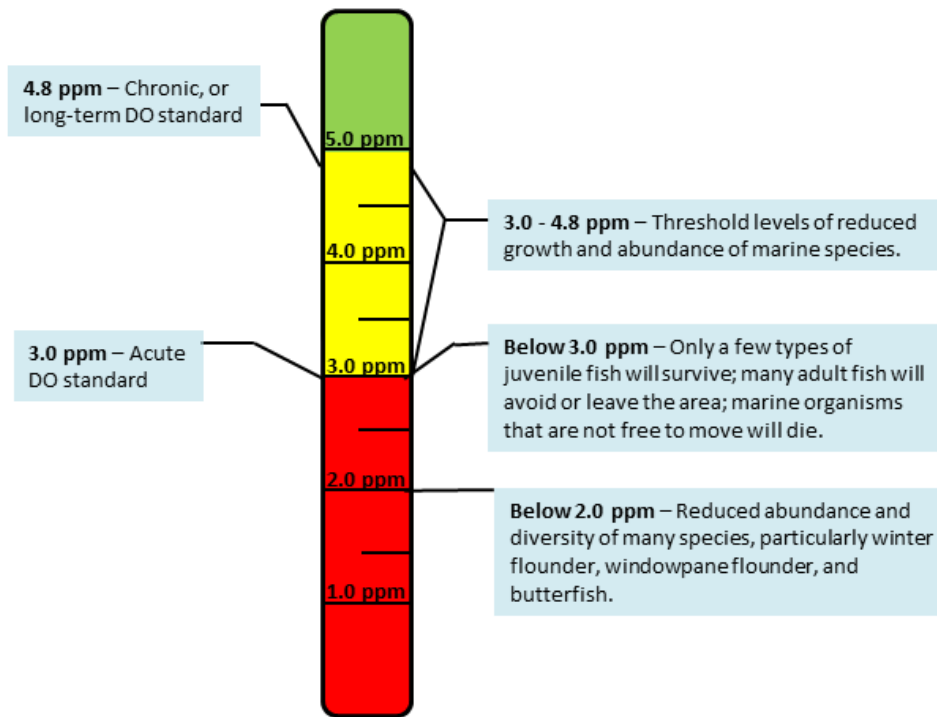 4.8 ppm – Chronic, or
long-term DO standard
5.0 ppm
3.0 - 4.8 ppm – Threshold levels of reduced
growth and abundance of marine species.
4.0 ppm
3.0 ppm – Acute
DO standard
3.0 ppm
Below 3.0 ppm – Only a few types of
juvenile fish will survive; many adult fish will
avoid or leave the area; marine organisms
that are not free to move will die.
2.0 ppm
Below 2.0 ppm – Reduced abundance and
diversity of many species, particularly winter
flounder, windowpane flounder, and
butterfish.
1.0 ppm